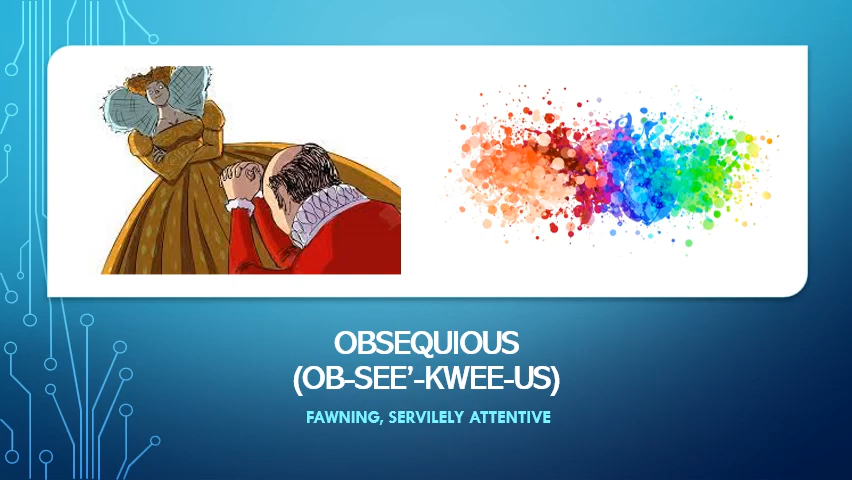 OBSEQUIOUS
(OB-SEE’-KWEE-US)
FAWNING, SERVILELY ATTENTIVE